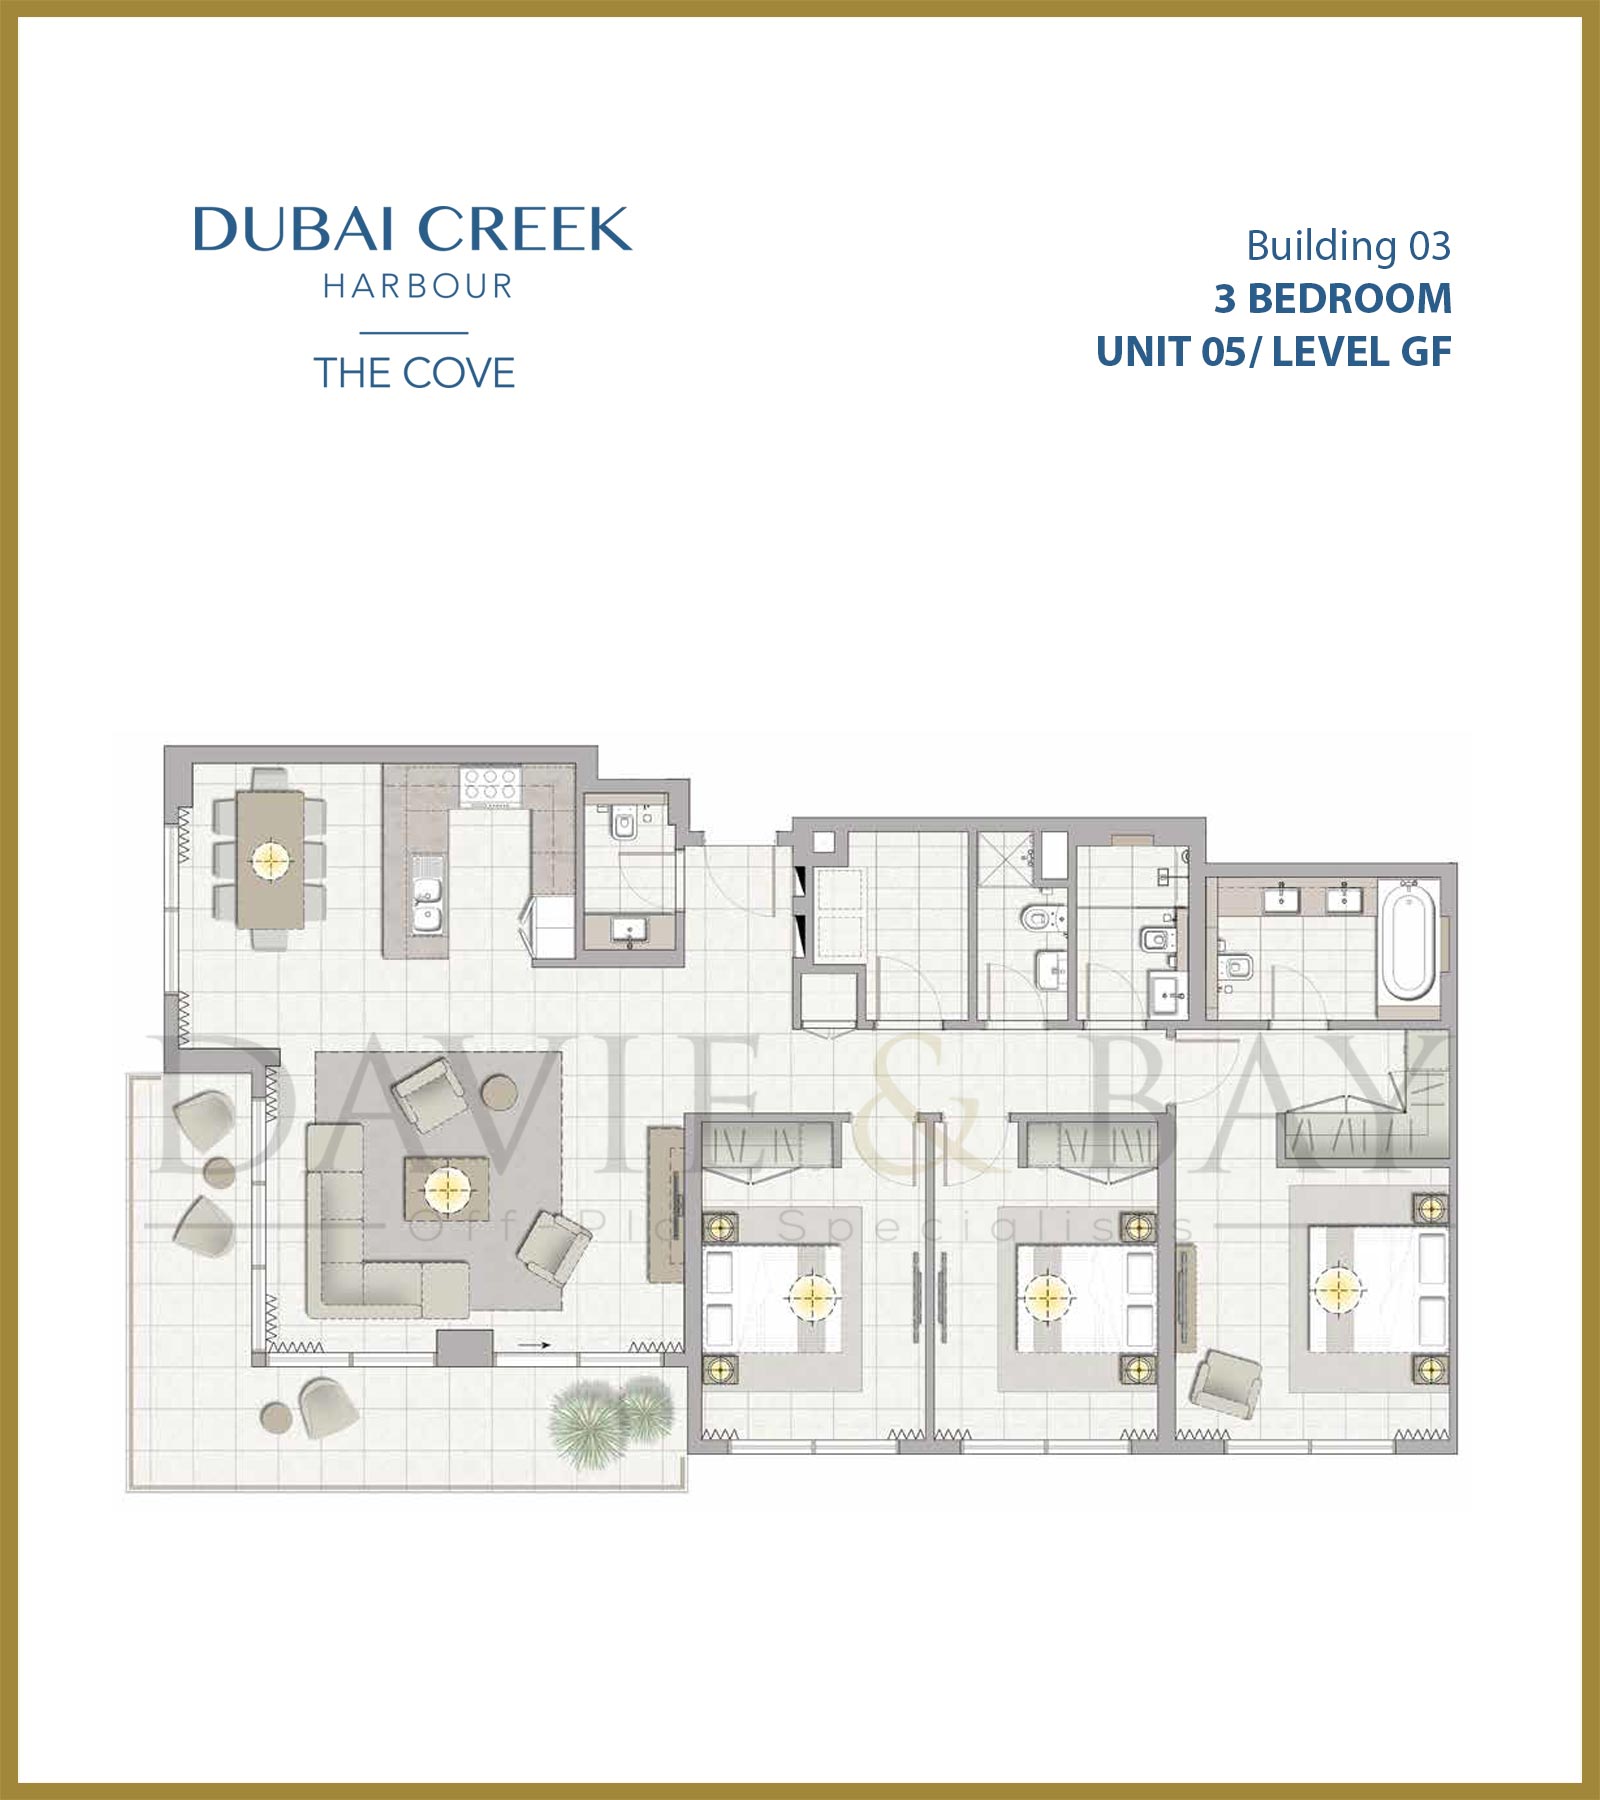 DUBAI CREEK
HARBOUR
THE COVE
Building 03
3 BEDROOM
UNIT 05/ LEVEL GF
DAVIE & BAY
Off Plan Specialists